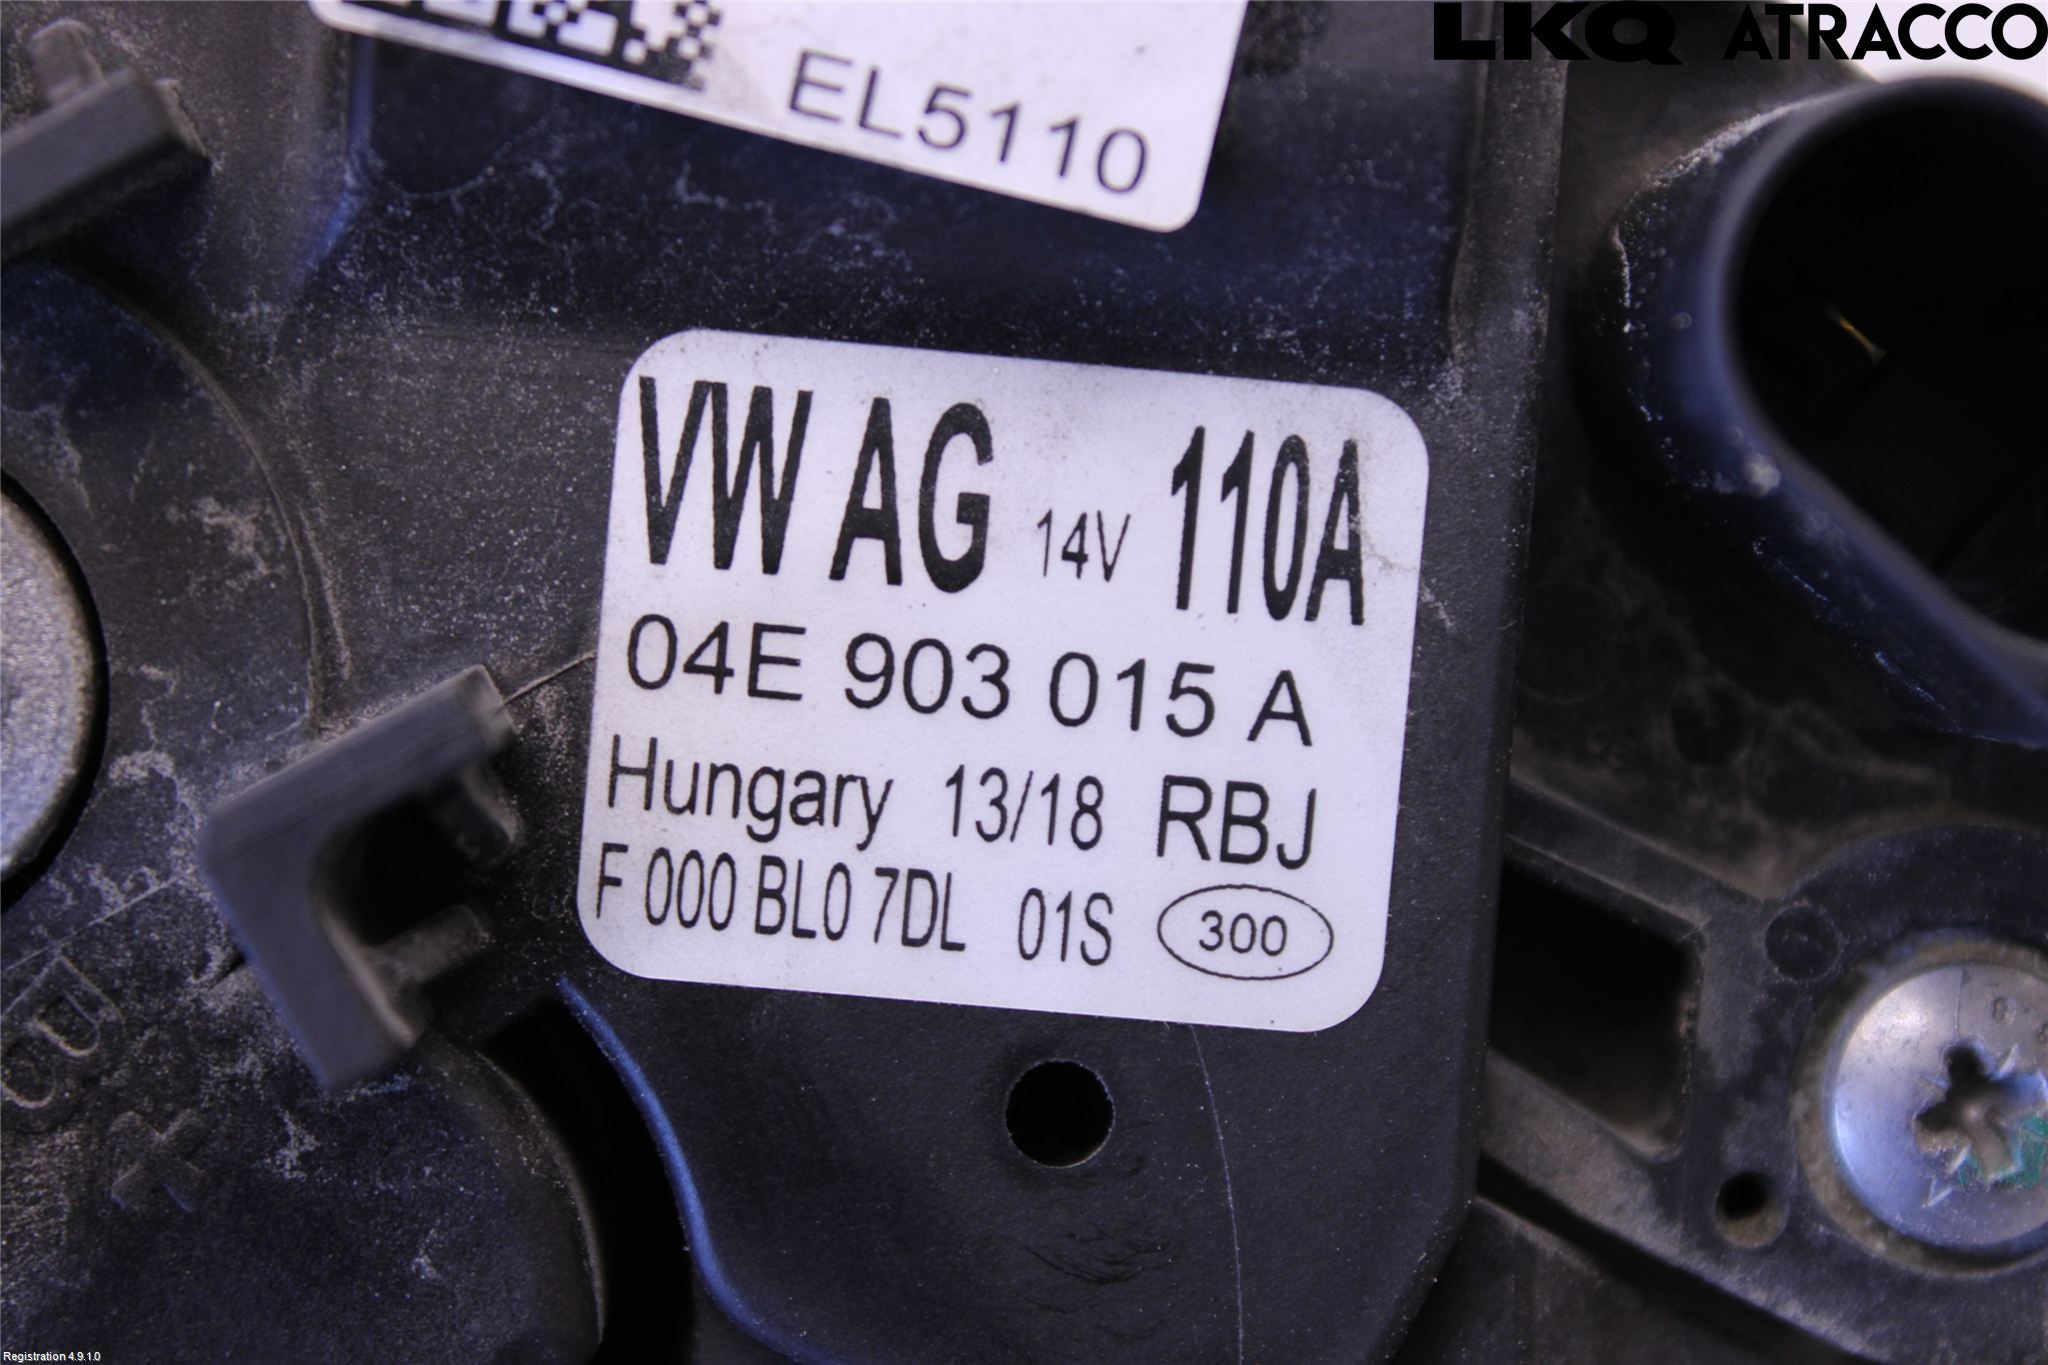 LKQ ATRACCO
EL5110
VW AG 14V 110A
04E 903 015 A
Hungary 13/18 RBJ
F 000 BL0 7DL 01S 300
Registration 4.9.1.0